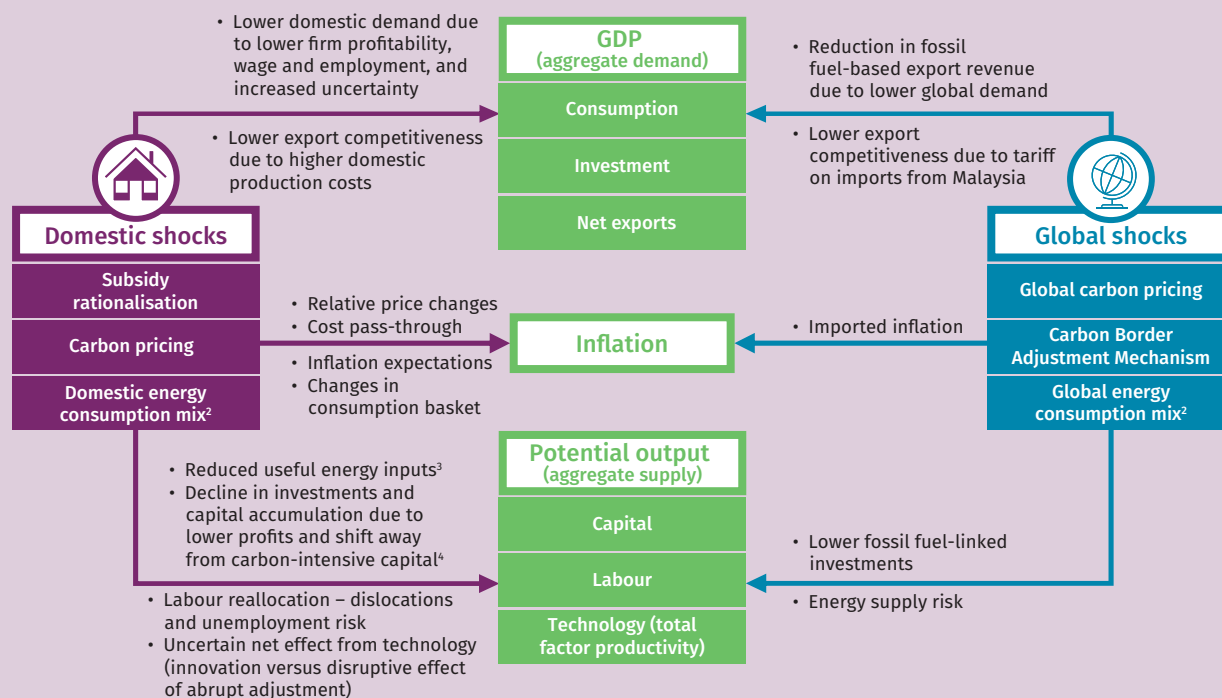 • Lower domestic demand due
to lower firm profitability,
wage and employment, and
increased uncertainty
• Lower export competitiveness
due to higher domestic
production costs
GDP
(aggregate demand)
Consumption
Investment
Net exports
• Reduction in fossil
fuel-based export revenue
due to lower global demand
• Lower export
competitiveness due to tariff
on imports from Malaysia
Domestic shocks
Subsidy
rationalisation
Carbon pricing
Domestic energy
consumption mix²
• Relative price changes
• Cost pass-through
• Inflation expectations
• Changes in
consumption basket
Inflation
• Imported inflation
Global shocks
Global carbon pricing
Carbon Border
Adjustment Mechanism
Global energy
consumption mix²
• Reduced useful energy inputs³
• Decline in investments and
capital accumulation due to
lower profits and shift away
from carbon-intensive capital⁴
• Labour reallocation – dislocations
and unemployment risk
• Uncertain net effect from technology
(innovation versus disruptive effect
of abrupt adjustment)
Potential output
(aggregate supply)
Capital
Labour
Technology (total
factor productivity)
• Lower fossil fuel-linked
investments
• Energy supply risk